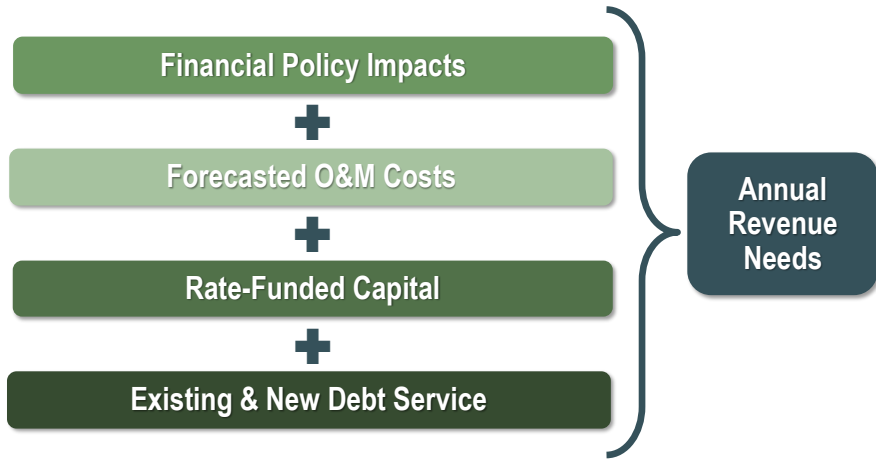 Financial Policy Impacts
Forecasted O&M Costs
Rate-Funded Capital
Existing & New Debt Service
Annual
Revenue
Needs